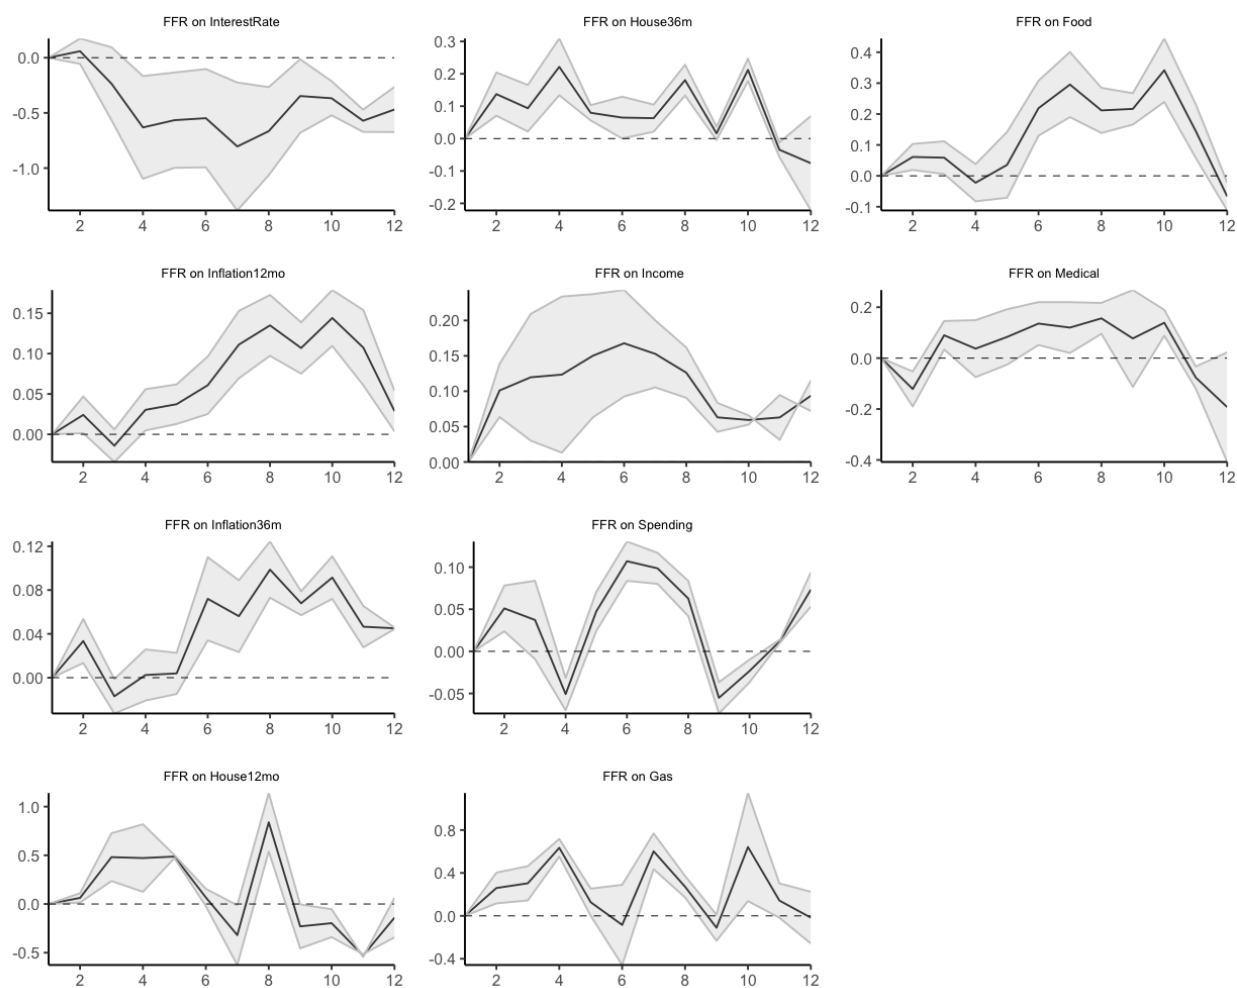 FFR on InterestRate
0.0
-0.5
-1.0
2 4 6 8 10 12
FFR on House36m
0.3
0.2
0.1
0.0
-0.1
-0.2
2 4 6 8 10 12
FFR on Food
0.4
0.3
0.2
0.1
0.0
-0.1
2 4 6 8 10 12
FFR on Inflation12mo
0.15
0.10
0.05
0.00
2 4 6 8 10 12
FFR on Income
0.20
0.15
0.10
0.05
0.00
2 4 6 8 10 12
FFR on Medical
0.2
0.0
-0.2
-0.4
2 4 6 8 10 12
FFR on Inflation36m
0.12
0.08
0.04
0.00
2 4 6 8 10 12
FFR on Spending
0.10
0.05
0.00
-0.05
2 4 6 8 10 12
FFR on House12mo
1.0
0.5
0.0
-0.5
2 4 6 8 10 12
FFR on Gas
0.8
0.4
0.0
-0.4
2 4 6 8 10 12